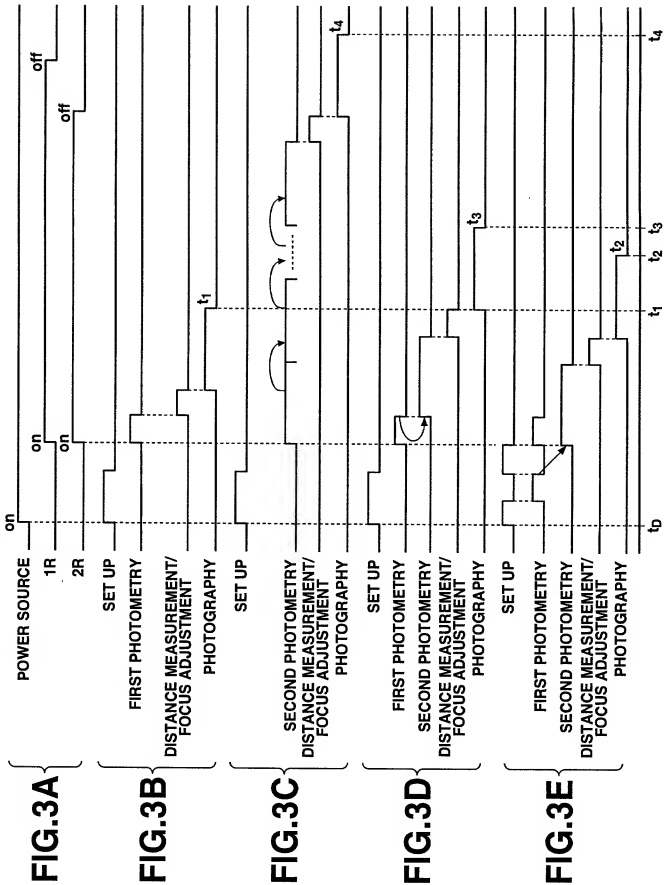 FIG.3A
POWER SOURCE
on
1R
on
off
2R
on
off
FIG.3B
SET UP
FIRST PHOTOMETRY
DISTANCE MEASUREMENT/
FOCUS ADJUSTMENT
PHOTOGRAPHY
t1
FIG.3C
SET UP
SECOND PHOTOMETRY
DISTANCE MEASUREMENT/
FOCUS ADJUSTMENT
PHOTOGRAPHY
t4
FIG.3D
SET UP
FIRST PHOTOMETRY
SECOND PHOTOMETRY
DISTANCE MEASUREMENT/
FOCUS ADJUSTMENT
PHOTOGRAPHY
t3
FIG.3E
SET UP
FIRST PHOTOMETRY
SECOND PHOTOMETRY
DISTANCE MEASUREMENT/
FOCUS ADJUSTMENT
PHOTOGRAPHY
t2
tp
t1
t2
t3
t4